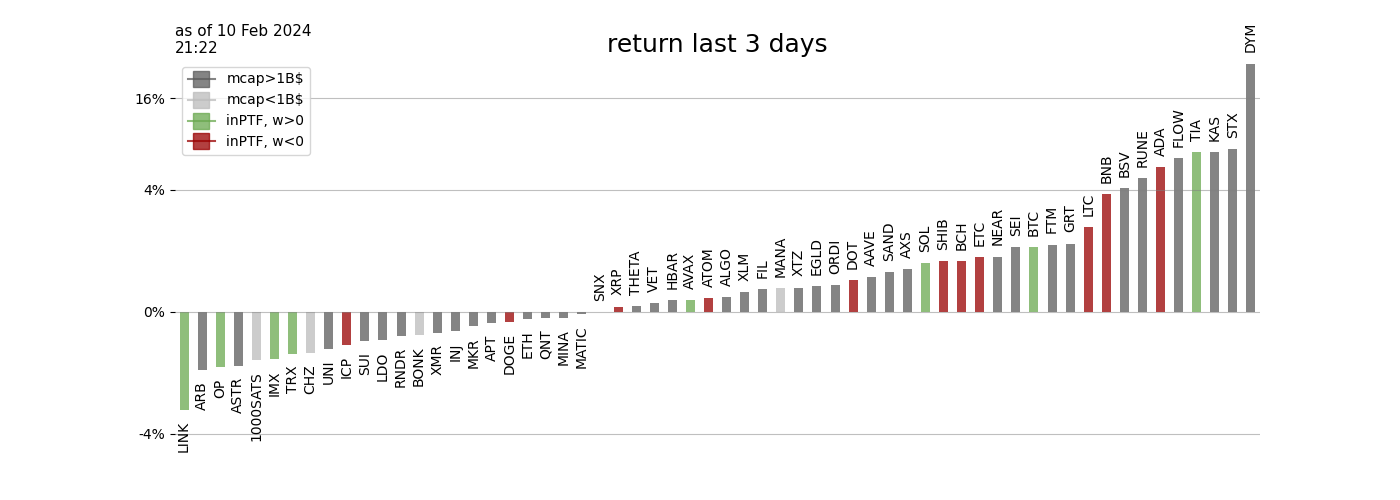 as of 10 Feb 2024
21:22
return last 3 days
mcap>1B$
mcap<1B$
inPTF, w>0
inPTF, w<0
16%
4%
0%
-4%
LINK
ARB
OP
ASTR
1000SATS
IMX
TRX
CHZ
UNI
ICP
SUI
LDO
RNDR
BONK
XMR
INJ
MKR
APT
DOGE
ETH
QNT
MINA
MATIC
SNX
XRP
THETA
VET
HBAR
AVAX
ATOM
ALGO
XLM
FIL
MANA
XTZ
EGLD
ORDI
DOT
AAVE
SAND
AXS
SOL
SHIB
BCH
ETC
NEAR
SEI
BTC
FTM
GRT
LTC
BNB
BSV
RUNE
ADA
FLOW
TIA
KAS
STX
DYM